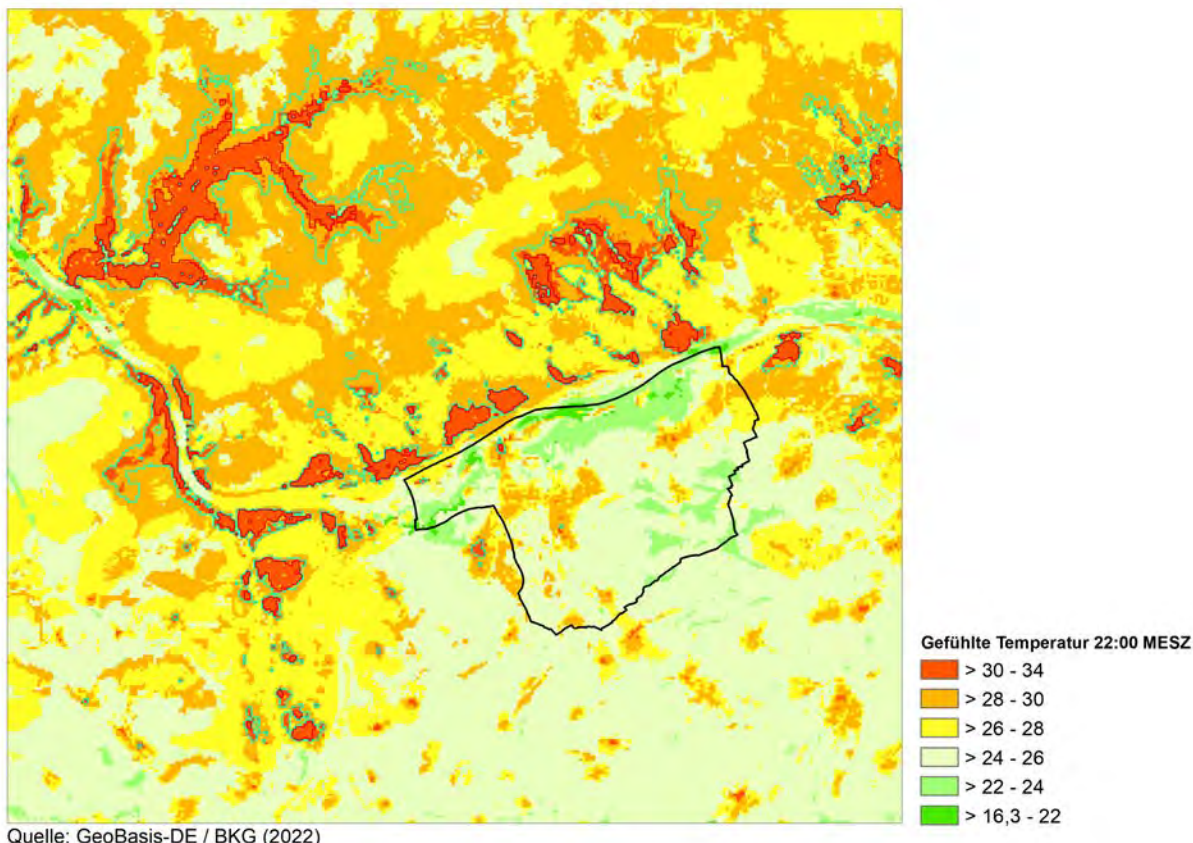 Gefühlte Temperatur 22:00 MESZ
> 30 - 34
> 28 - 30
> 26 - 28
> 24 - 26
> 22 - 24
> 16,3 - 22
Quelle: GeoBasis-DE / BKG (2022)